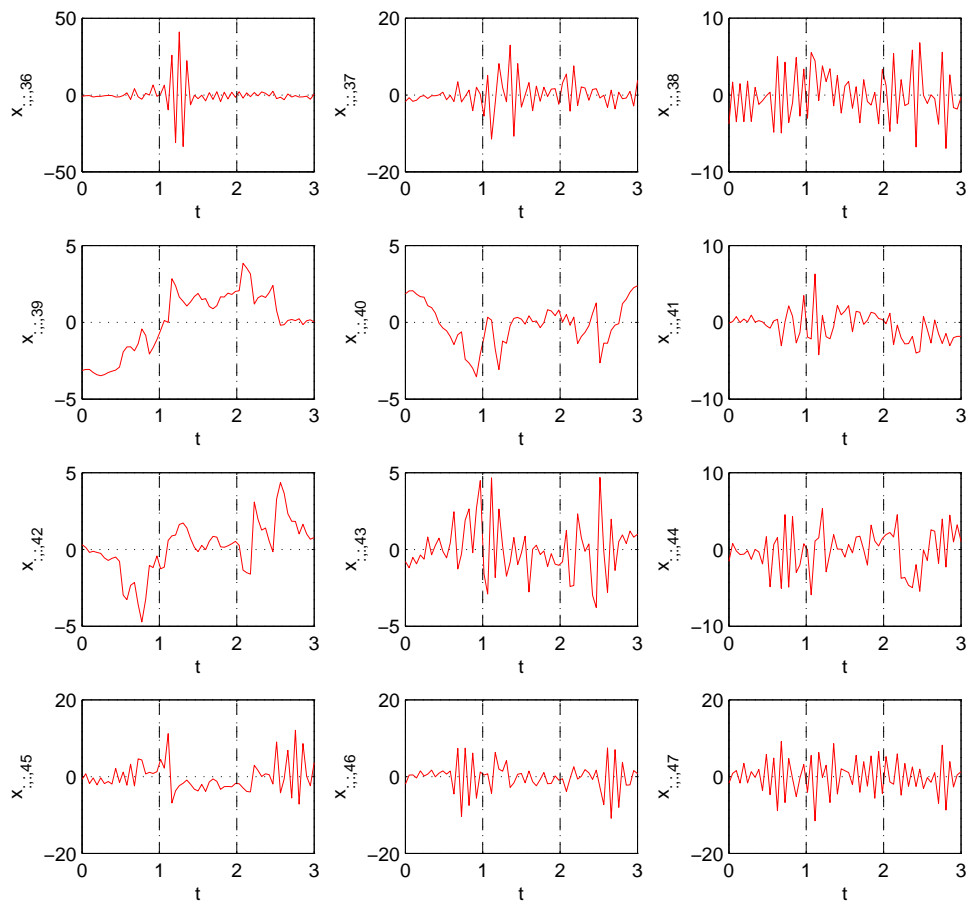 50
0
−50
x.,:,:,36
0 1 2 3
t
20
0
−20
x.,:,:,37
0 1 2 3
t
10
0
−10
x.,:,:,38
0 1 2 3
t
5
0
−5
x.,:,:,39
0 1 2 3
t
5
0
−5
x.,:,:,40
0 1 2 3
t
10
0
−10
x.,:,:,41
0 1 2 3
t
5
0
−5
x.,:,:,42
0 1 2 3
t
5
0
−5
x.,:,:,43
0 1 2 3
t
10
0
−10
x.,:,:,44
0 1 2 3
t
20
0
−20
x.,:,:,45
0 1 2 3
t
20
0
−20
x.,:,:,46
0 1 2 3
t
20
0
−20
x.,:,:,47
0 1 2 3
t